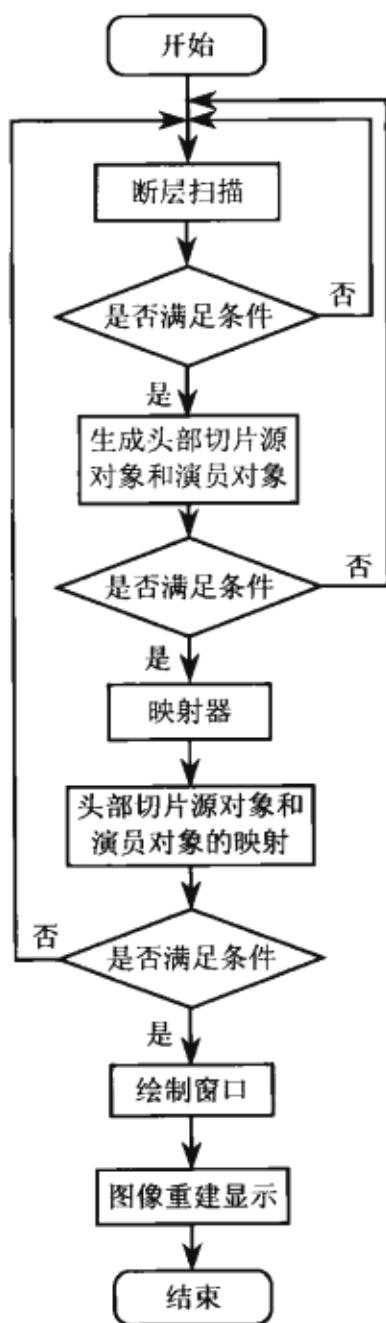 开始
断层扫描
是否满足条件
否
是
生成头部切片源
对象和演员对象
是否满足条件
否
是
映射器
头部切片源对象和
演员对象的映射
否
是否满足条件
是
绘制窗口
图像重建显示
结束